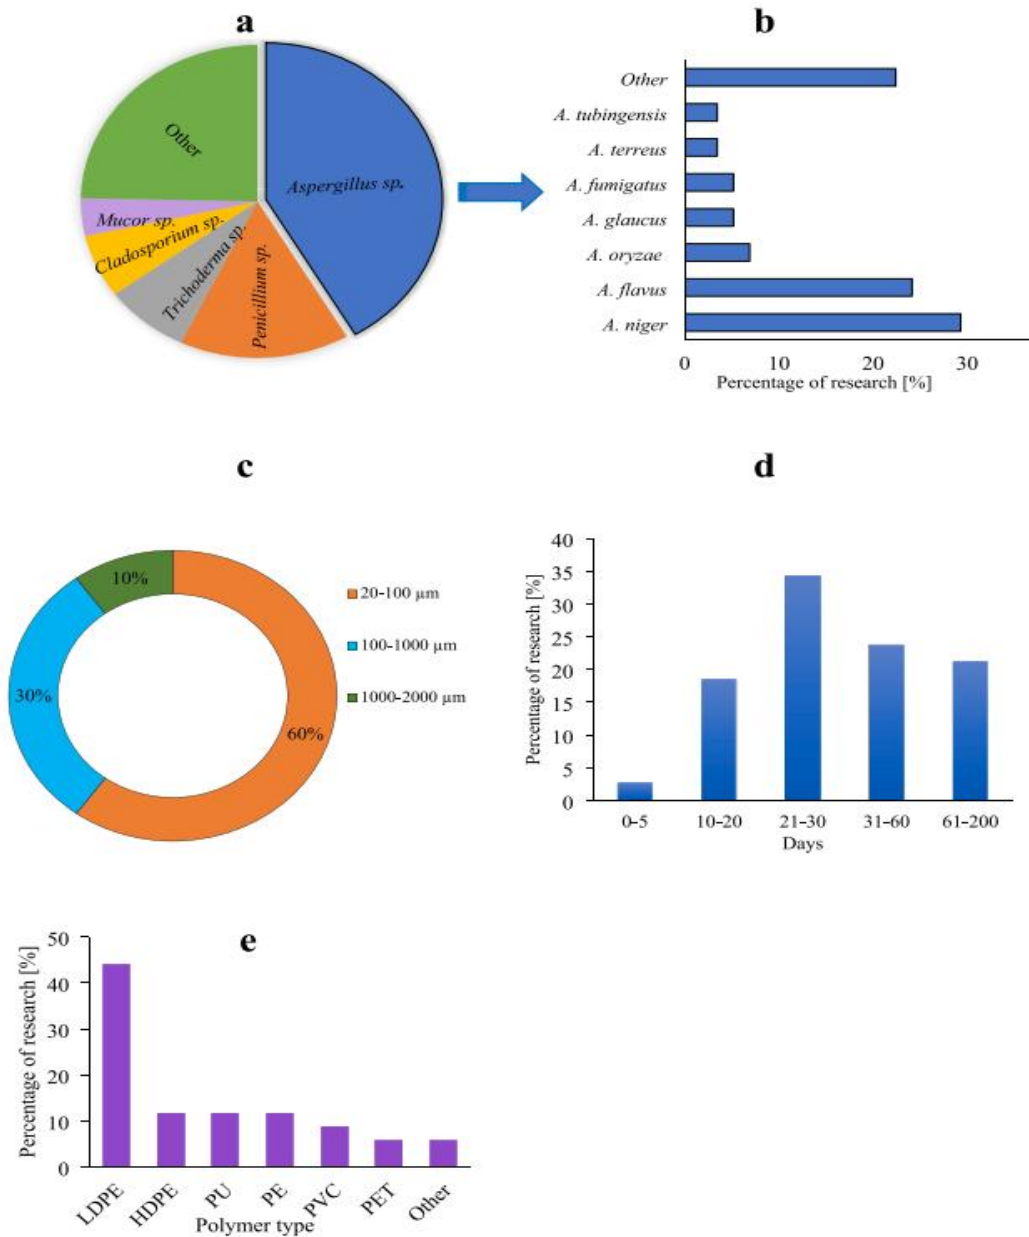 a
Other
Aspergillus sp.
Mucor sp.
Cladosporium sp.
Trichoderma sp.
Penicillium sp.
b
Other
A. tubingensis
A. terreus
A. fumigatus
A. glaucus
A. oryzae
A. flavus
A. niger
0 10 20 30
Percentage of research [%]
c
10%
30%
60%
20-100 µm
100-1000 µm
1000-2000 µm
d
Percentage of research [%]
40
35
30
25
20
15
10
5
0
0-5 10-20 21-30 31-60 61-200
Days
e
Percentage of research [%]
50
40
30
20
10
0
LDPE HDPE PU PE PVC PET Other
Polymer type